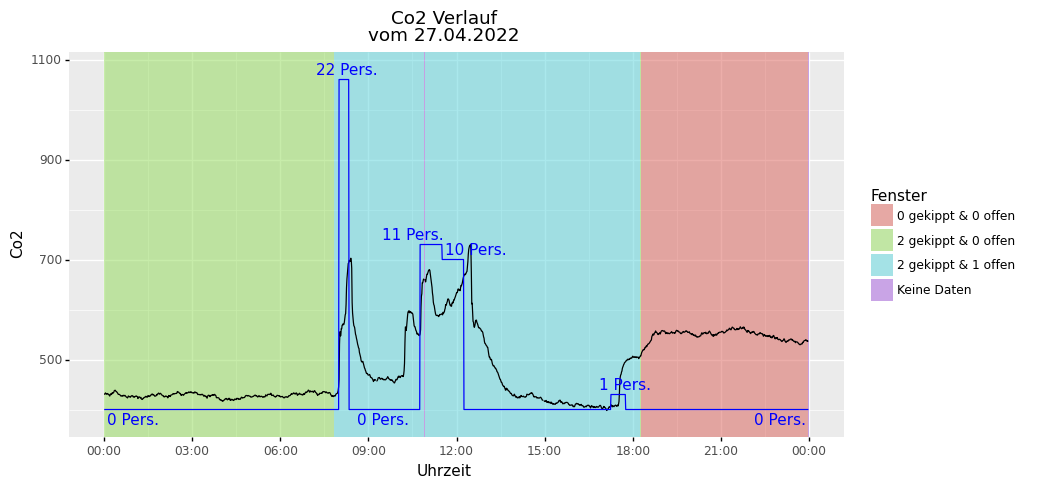 Co2 Verlauf
vom 27.04.2022
1100
900
700
500
Co2
22 Pers.
11 Pers.
10 Pers.
1 Pers.
0 Pers.
0 Pers.
0 Pers.
00:00
03:00
06:00
09:00
12:00
15:00
18:00
21:00
00:00
Uhrzeit
Fenster
0 gekippt & 0 offen
2 gekippt & 0 offen
2 gekippt & 1 offen
Keine Daten